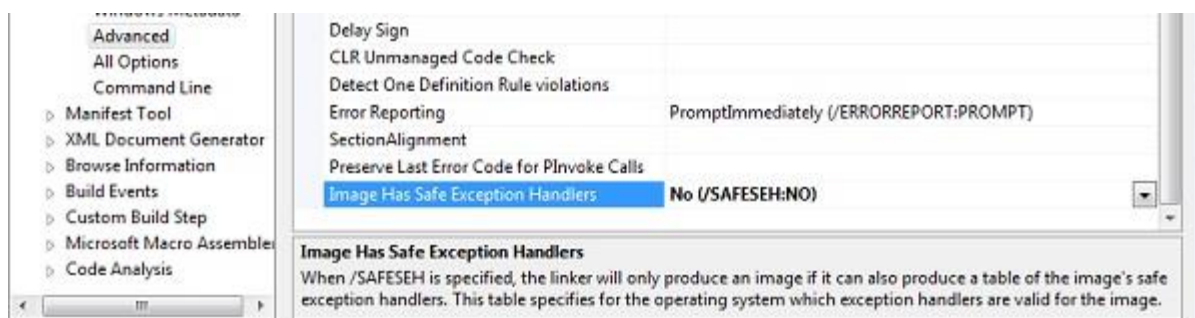 Windows Metadata
Advanced
All Options
Command Line
Manifest Tool
XML Document Generator
Browse Information
Build Events
Custom Build Step
Microsoft Macro Assembler
Code Analysis
Delay Sign
CLR Unmanaged Code Check
Detect One Definition Rule violations
Error Reporting PromptImmediately (/ERRORREPORT:PROMPT)
SectionAlignment
Preserve Last Error Code for PInvoke Calls
Image Has Safe Exception Handlers No (/SAFESEH:NO)
Image Has Safe Exception Handlers
When /SAFESEH is specified, the linker will only produce an image if it can also produce a table of the image's safe
exception handlers. This table specifies for the operating system which exception handlers are valid for the image.